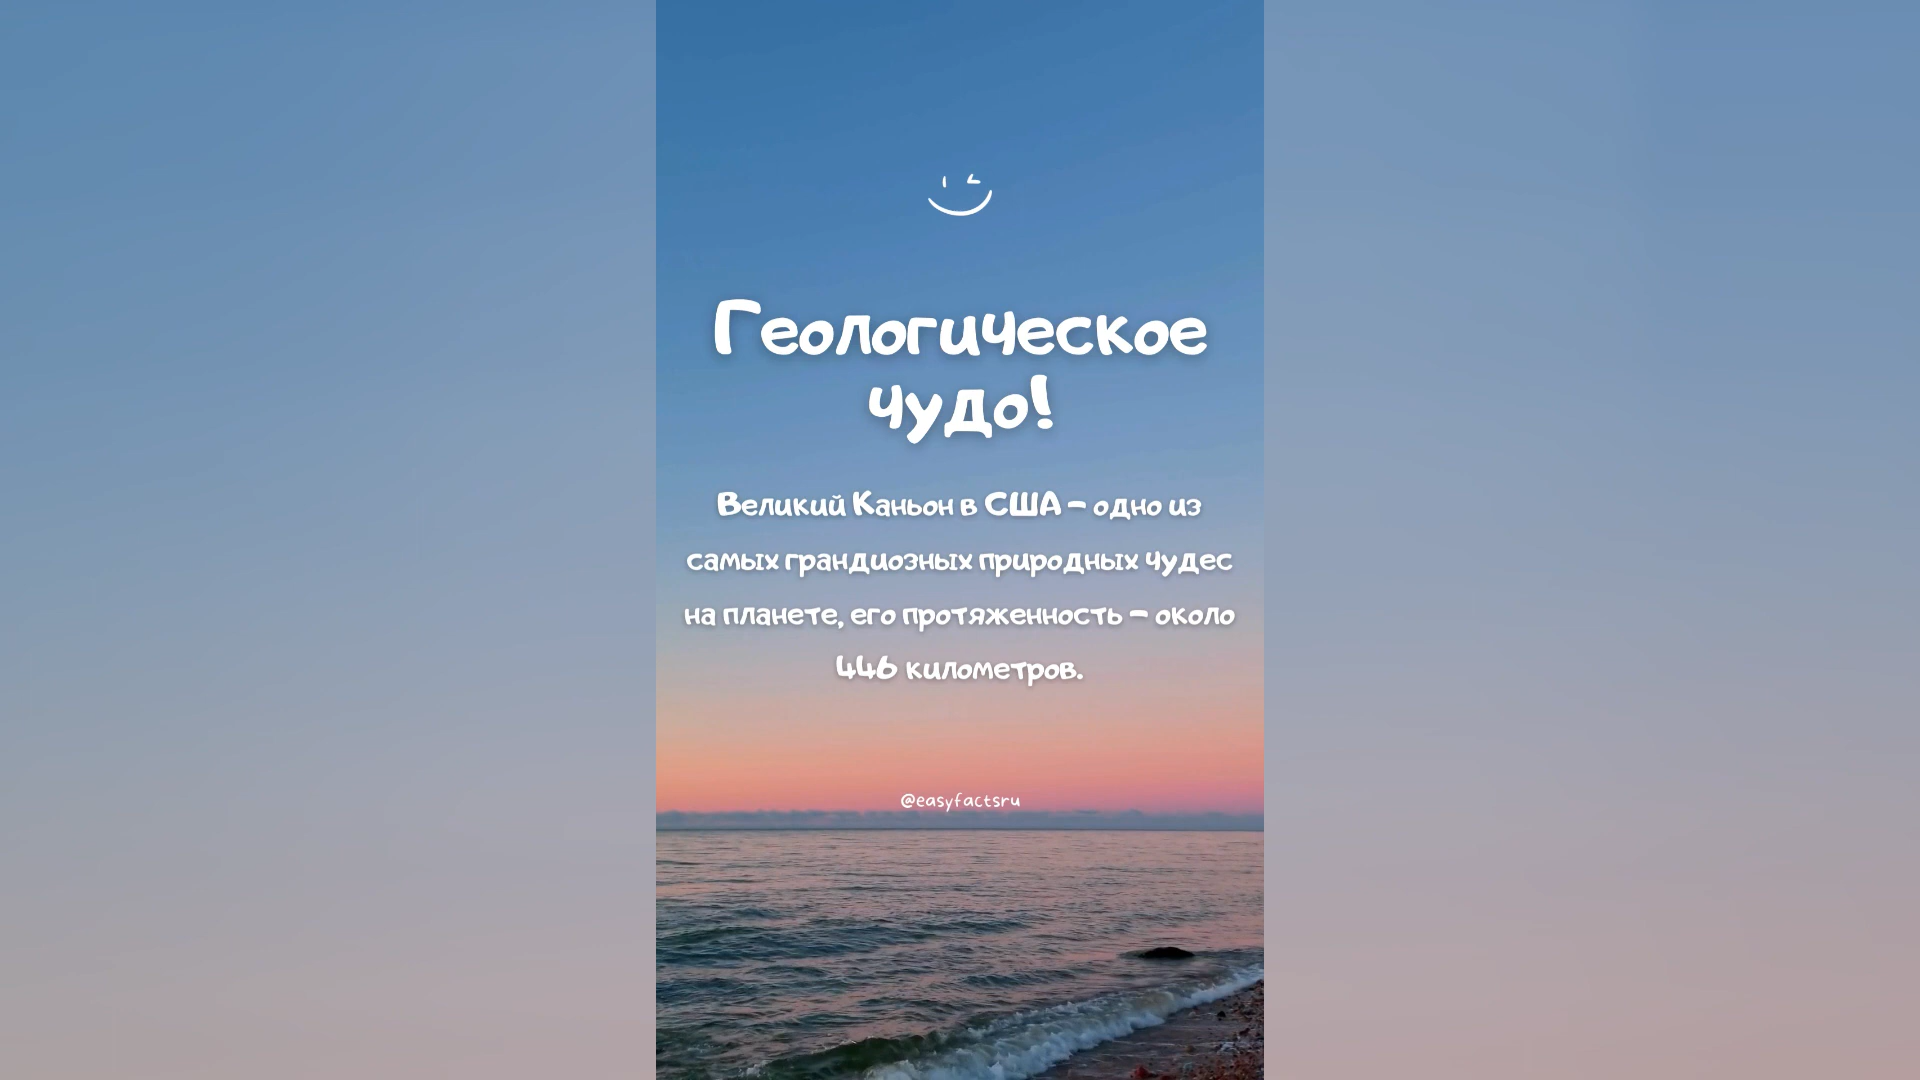 Геологическое
чудо!
Великий Каньон в США – одно из
самых грандиозных природных чудес
на планете, его протяженность – около
446 километров.
@easyfactsru